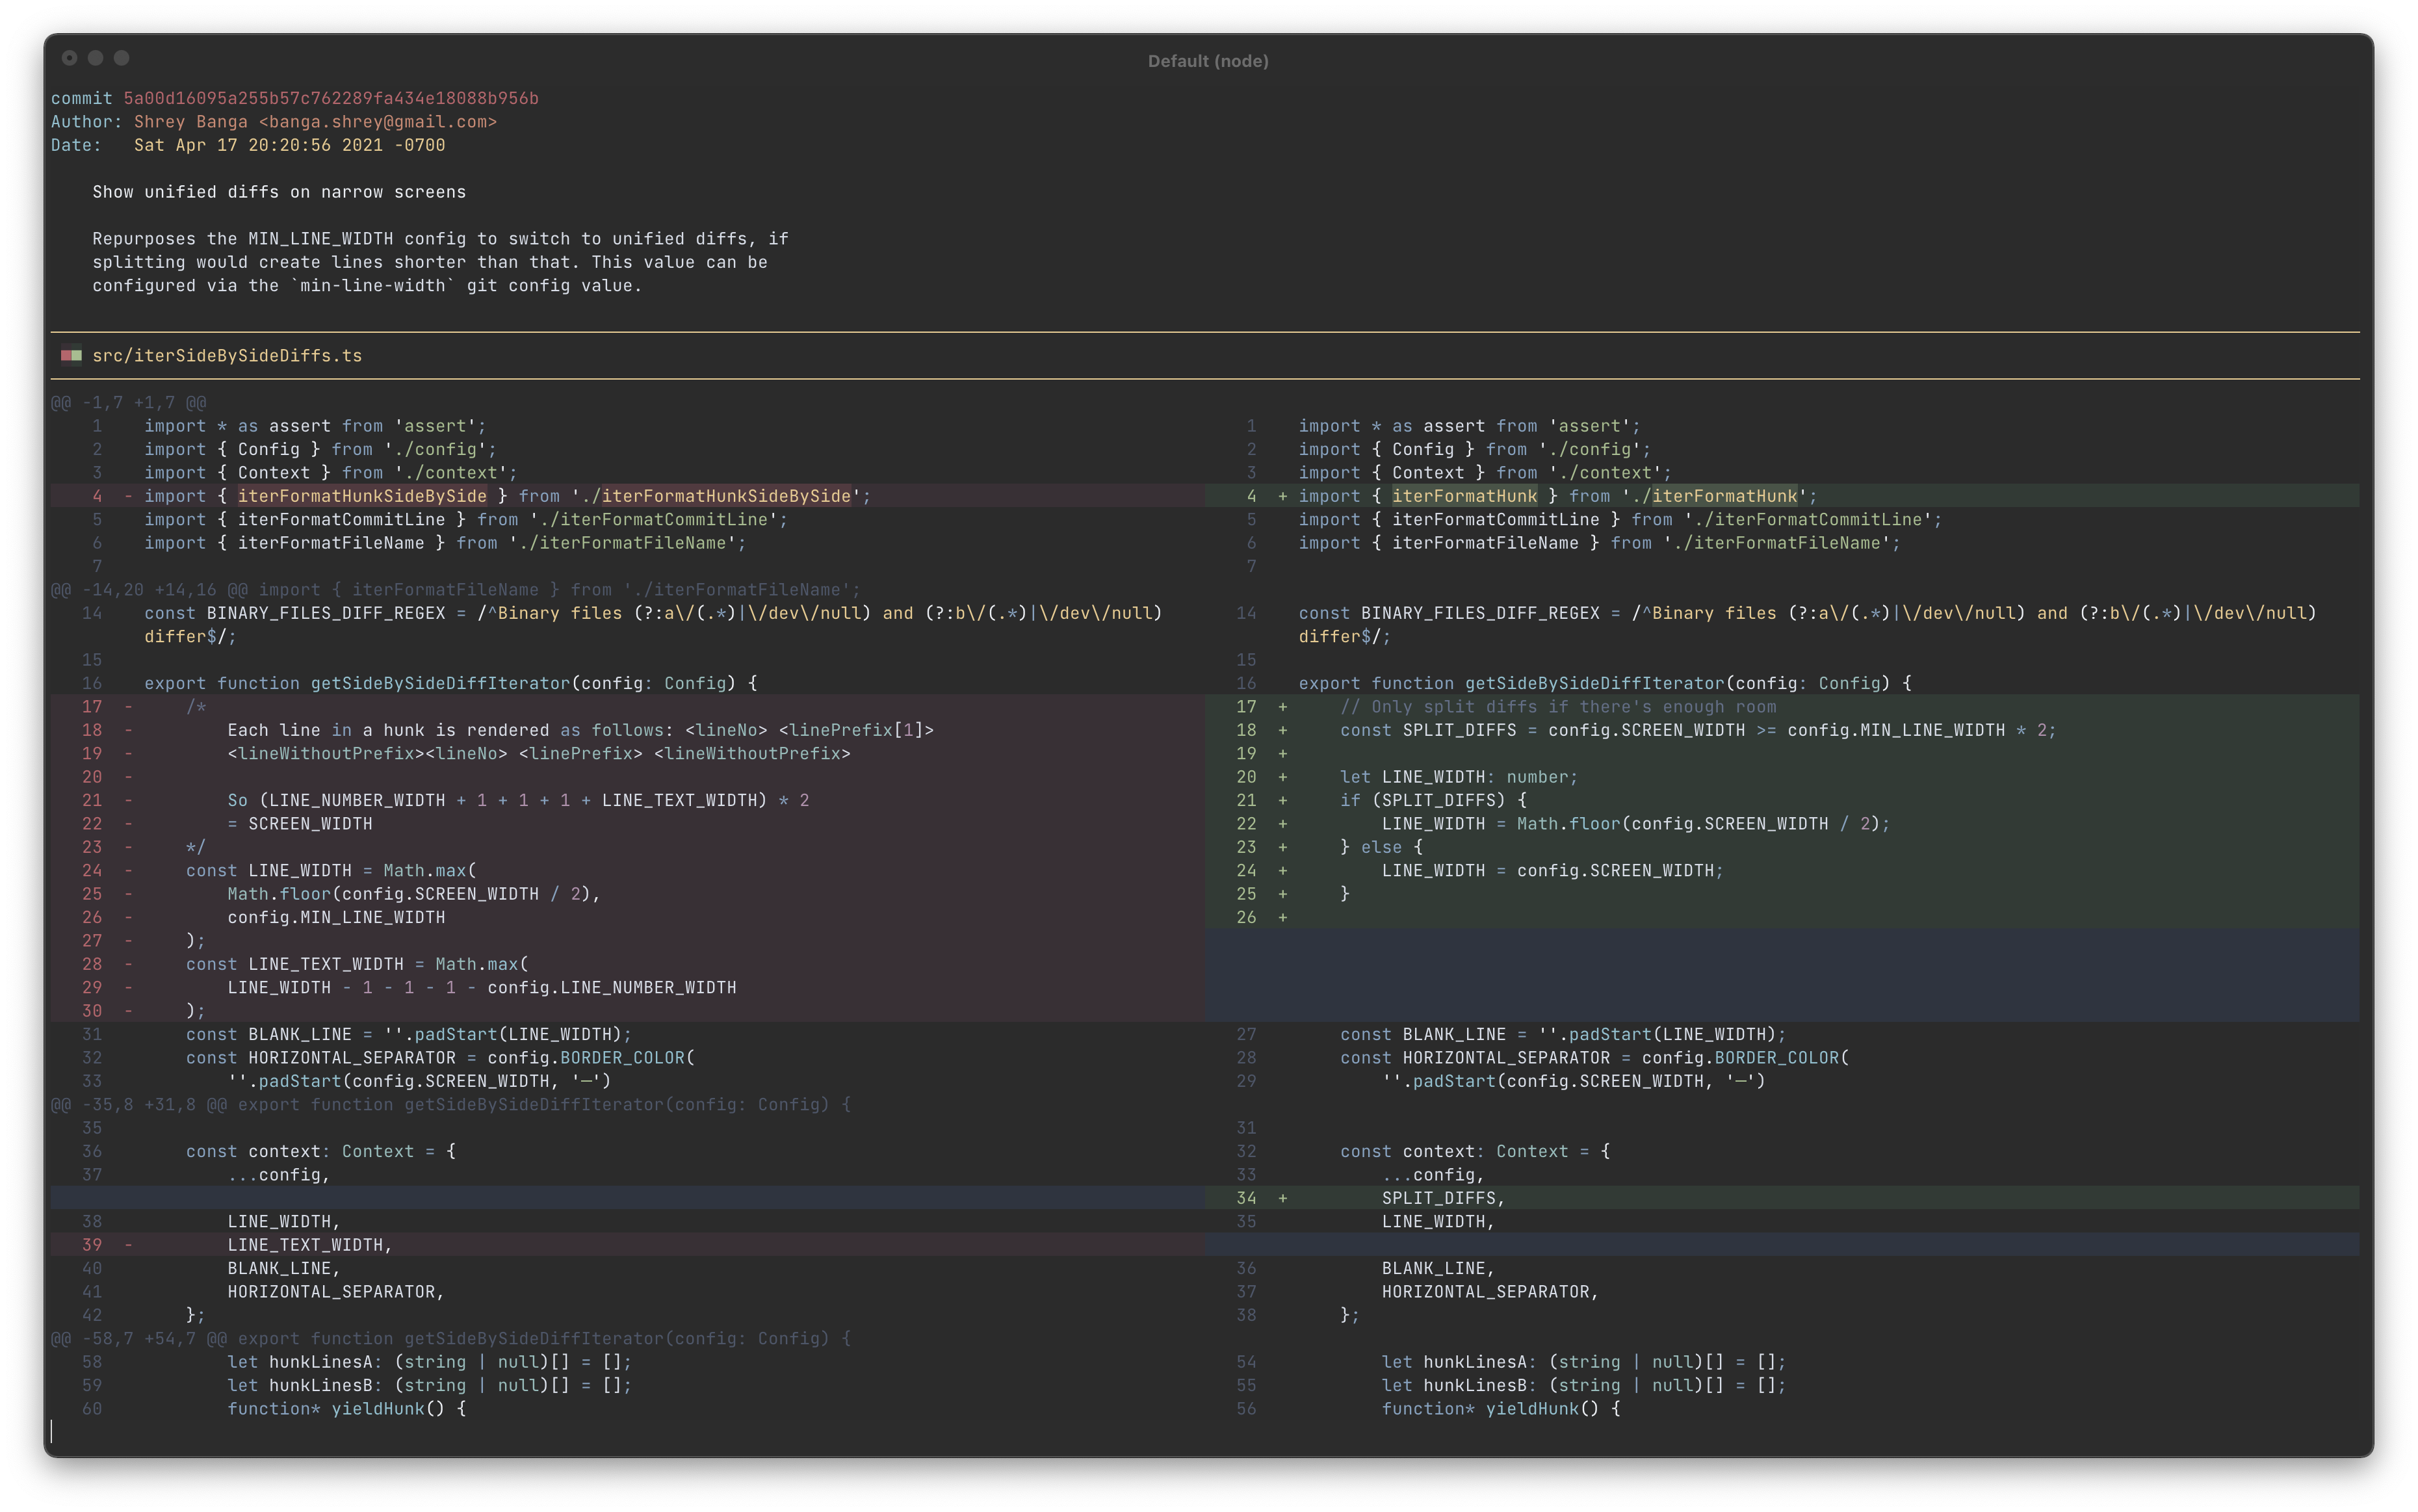 Default (node)
commit 5a00d16095a255b57c762289fa434e18088b956b
Author: Shrey Banga <banga.shrey@gmail.com>
Date:   Sat Apr 17 20:20:56 2021 -0700
    Show unified diffs on narrow screens
    Repurposes the MIN_LINE_WIDTH config to switch to unified diffs, if
    splitting would create lines shorter than that. This value can be
    configured via the `min-line-width` git config value.
src/iterSideBySideDiffs.ts
@@ -1,7 +1,7 @@
1    import * as assert from 'assert';    1    import * as assert from 'assert';
2    import { Config } from './config';    2    import { Config } from './config';
3    import { Context } from './context';    3    import { Context } from './context';
4  - import { iterFormatHunkSideBySide } from './iterFormatHunkSideBySide';    4  + import { iterFormatHunk } from './iterFormatHunk';
5    import { iterFormatCommitLine } from './iterFormatCommitLine';    5    import { iterFormatCommitLine } from './iterFormatCommitLine';
6    import { iterFormatFileName } from './iterFormatFileName';    6    import { iterFormatFileName } from './iterFormatFileName';
7    7
@@ -14,20 +14,16 @@ import { iterFormatFileName } from './iterFormatFileName';
14    const BINARY_FILES_DIFF_REGEX = /^Binary files (?:a\/(.*)|\/dev\/null) and (?:b\/(.*)|\/dev\/null)    14    const BINARY_FILES_DIFF_REGEX = /^Binary files (?:a\/(.*)|\/dev\/null) and (?:b\/(.*)|\/dev\/null)
differ$/;    differ$/;
15    15
16    export function getSideBySideDiffIterator(config: Config) {    16    export function getSideBySideDiffIterator(config: Config) {
17  -     /*    17  +     // Only split diffs if there's enough room
18  -         Each line in a hunk is rendered as follows: <lineNo> <linePrefix[1]>    18  +     const SPLIT_DIFFS = config.SCREEN_WIDTH >= config.MIN_LINE_WIDTH * 2;
19  -         <lineWithoutPrefix><lineNo> <linePrefix> <lineWithoutPrefix>    19  +
20  -    20  +     let LINE_WIDTH: number;
21  -         So (LINE_NUMBER_WIDTH + 1 + 1 + 1 + LINE_TEXT_WIDTH) * 2    21  +     if (SPLIT_DIFFS) {
22  -         = SCREEN_WIDTH    22  +         LINE_WIDTH = Math.floor(config.SCREEN_WIDTH / 2);
23  -     */    23  +     } else {
24  -     const LINE_WIDTH = Math.max(    24  +         LINE_WIDTH = config.SCREEN_WIDTH;
25  -         Math.floor(config.SCREEN_WIDTH / 2),    25  +     }
26  -         config.MIN_LINE_WIDTH    26  +
27  -     );
28  -     const LINE_TEXT_WIDTH = Math.max(
29  -         LINE_WIDTH - 1 - 1 - 1 - config.LINE_NUMBER_WIDTH
30  -     );
31        const BLANK_LINE = ''.padStart(LINE_WIDTH);    27        const BLANK_LINE = ''.padStart(LINE_WIDTH);
32        const HORIZONTAL_SEPARATOR = config.BORDER_COLOR(    28        const HORIZONTAL_SEPARATOR = config.BORDER_COLOR(
33            ''.padStart(config.SCREEN_WIDTH, '─')    29            ''.padStart(config.SCREEN_WIDTH, '─')
@@ -35,8 +31,8 @@ export function getSideBySideDiffIterator(config: Config) {
35    31
36        const context: Context = {    32        const context: Context = {
37            ...config,    33            ...config,
34  +         SPLIT_DIFFS,
38            LINE_WIDTH,    35            LINE_WIDTH,
39  -         LINE_TEXT_WIDTH,
40            BLANK_LINE,    36            BLANK_LINE,
41            HORIZONTAL_SEPARATOR,    37            HORIZONTAL_SEPARATOR,
42        };    38        };
@@ -58,7 +54,7 @@ export function getSideBySideDiffIterator(config: Config) {
58            let hunkLinesA: (string | null)[] = [];    54            let hunkLinesA: (string | null)[] = [];
59            let hunkLinesB: (string | null)[] = [];    55            let hunkLinesB: (string | null)[] = [];
60            function* yieldHunk() {    56            function* yieldHunk() {